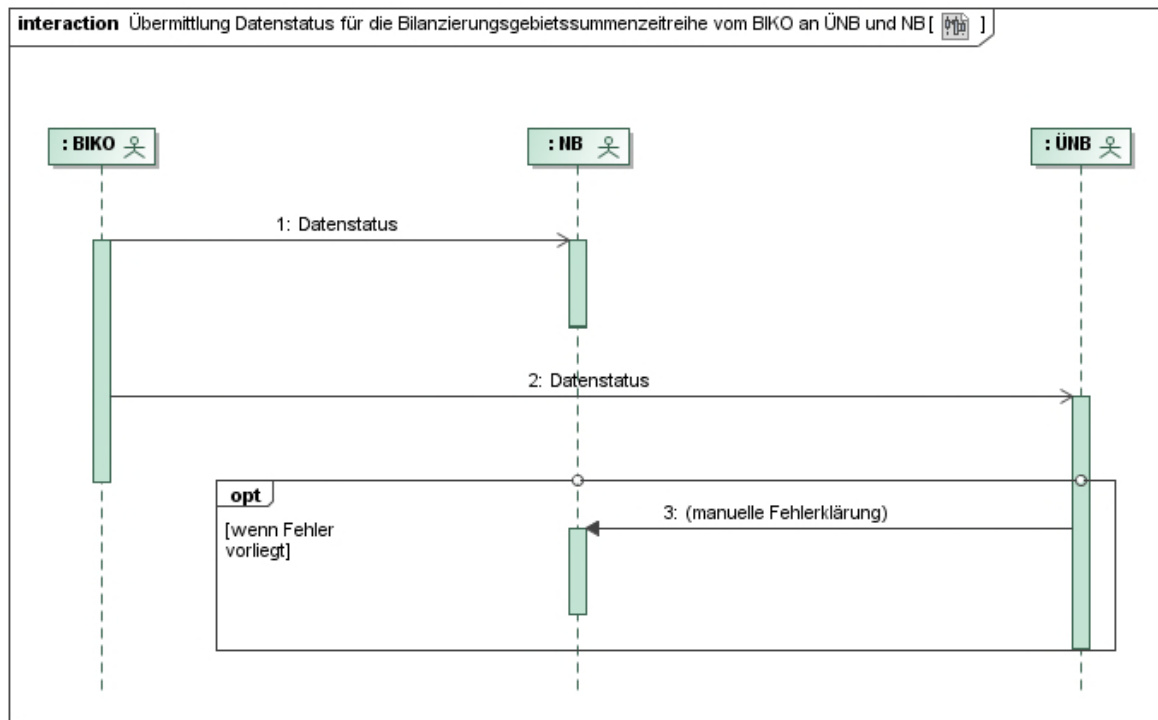 interaction Übermittlung Datenstatus für die Bilanzierungsgebietssummenzeitreihe vom BIKO an ÜNB und NB [ ]
: BIKO
: NB
: ÜNB
1: Datenstatus
2: Datenstatus
opt
3: (manuelle Fehlerklärung)
[wenn Fehler
vorliegt]